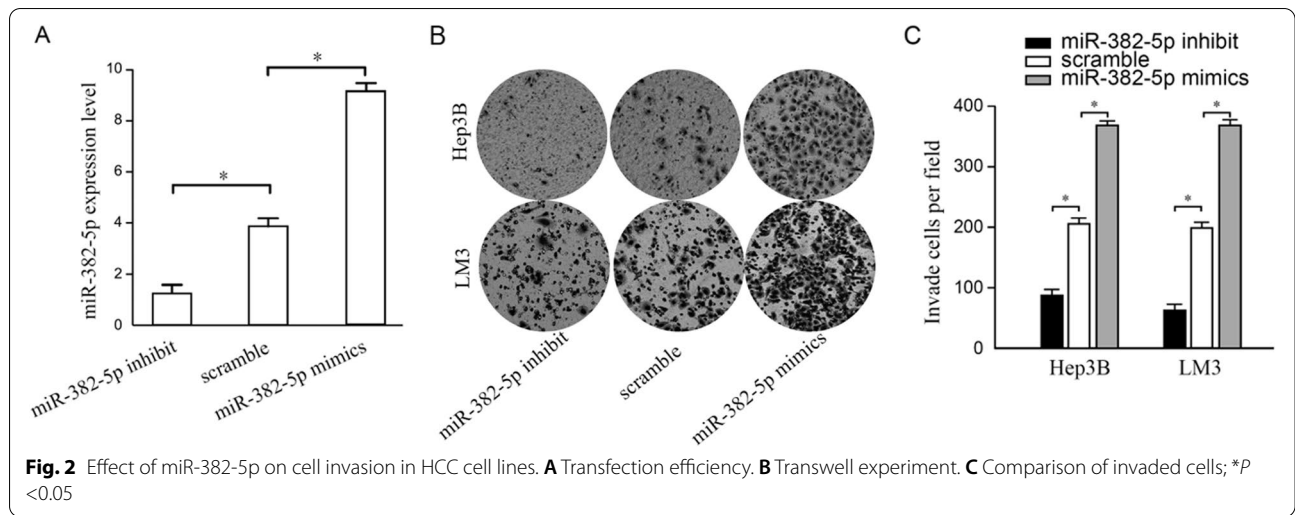 A
miR-382-5p expression level
10
8
6
4
2
0
*
*
miR-382-5p inhibit
scramble
miR-382-5p mimics
B
Hep3B
LM3
miR-382-5p inhibit
scramble
miR-382-5p mimics
C
miR-382-5p inhibit
scramble
miR-382-5p mimics
Invade cells per field
400
300
200
100
0
*
*
*
*
Hep3B
LM3
Fig. 2 Effect of miR-382-5p on cell invasion in HCC cell lines. A Transfection efficiency. B Transwell experiment. C Comparison of invaded cells; *P
<0.05